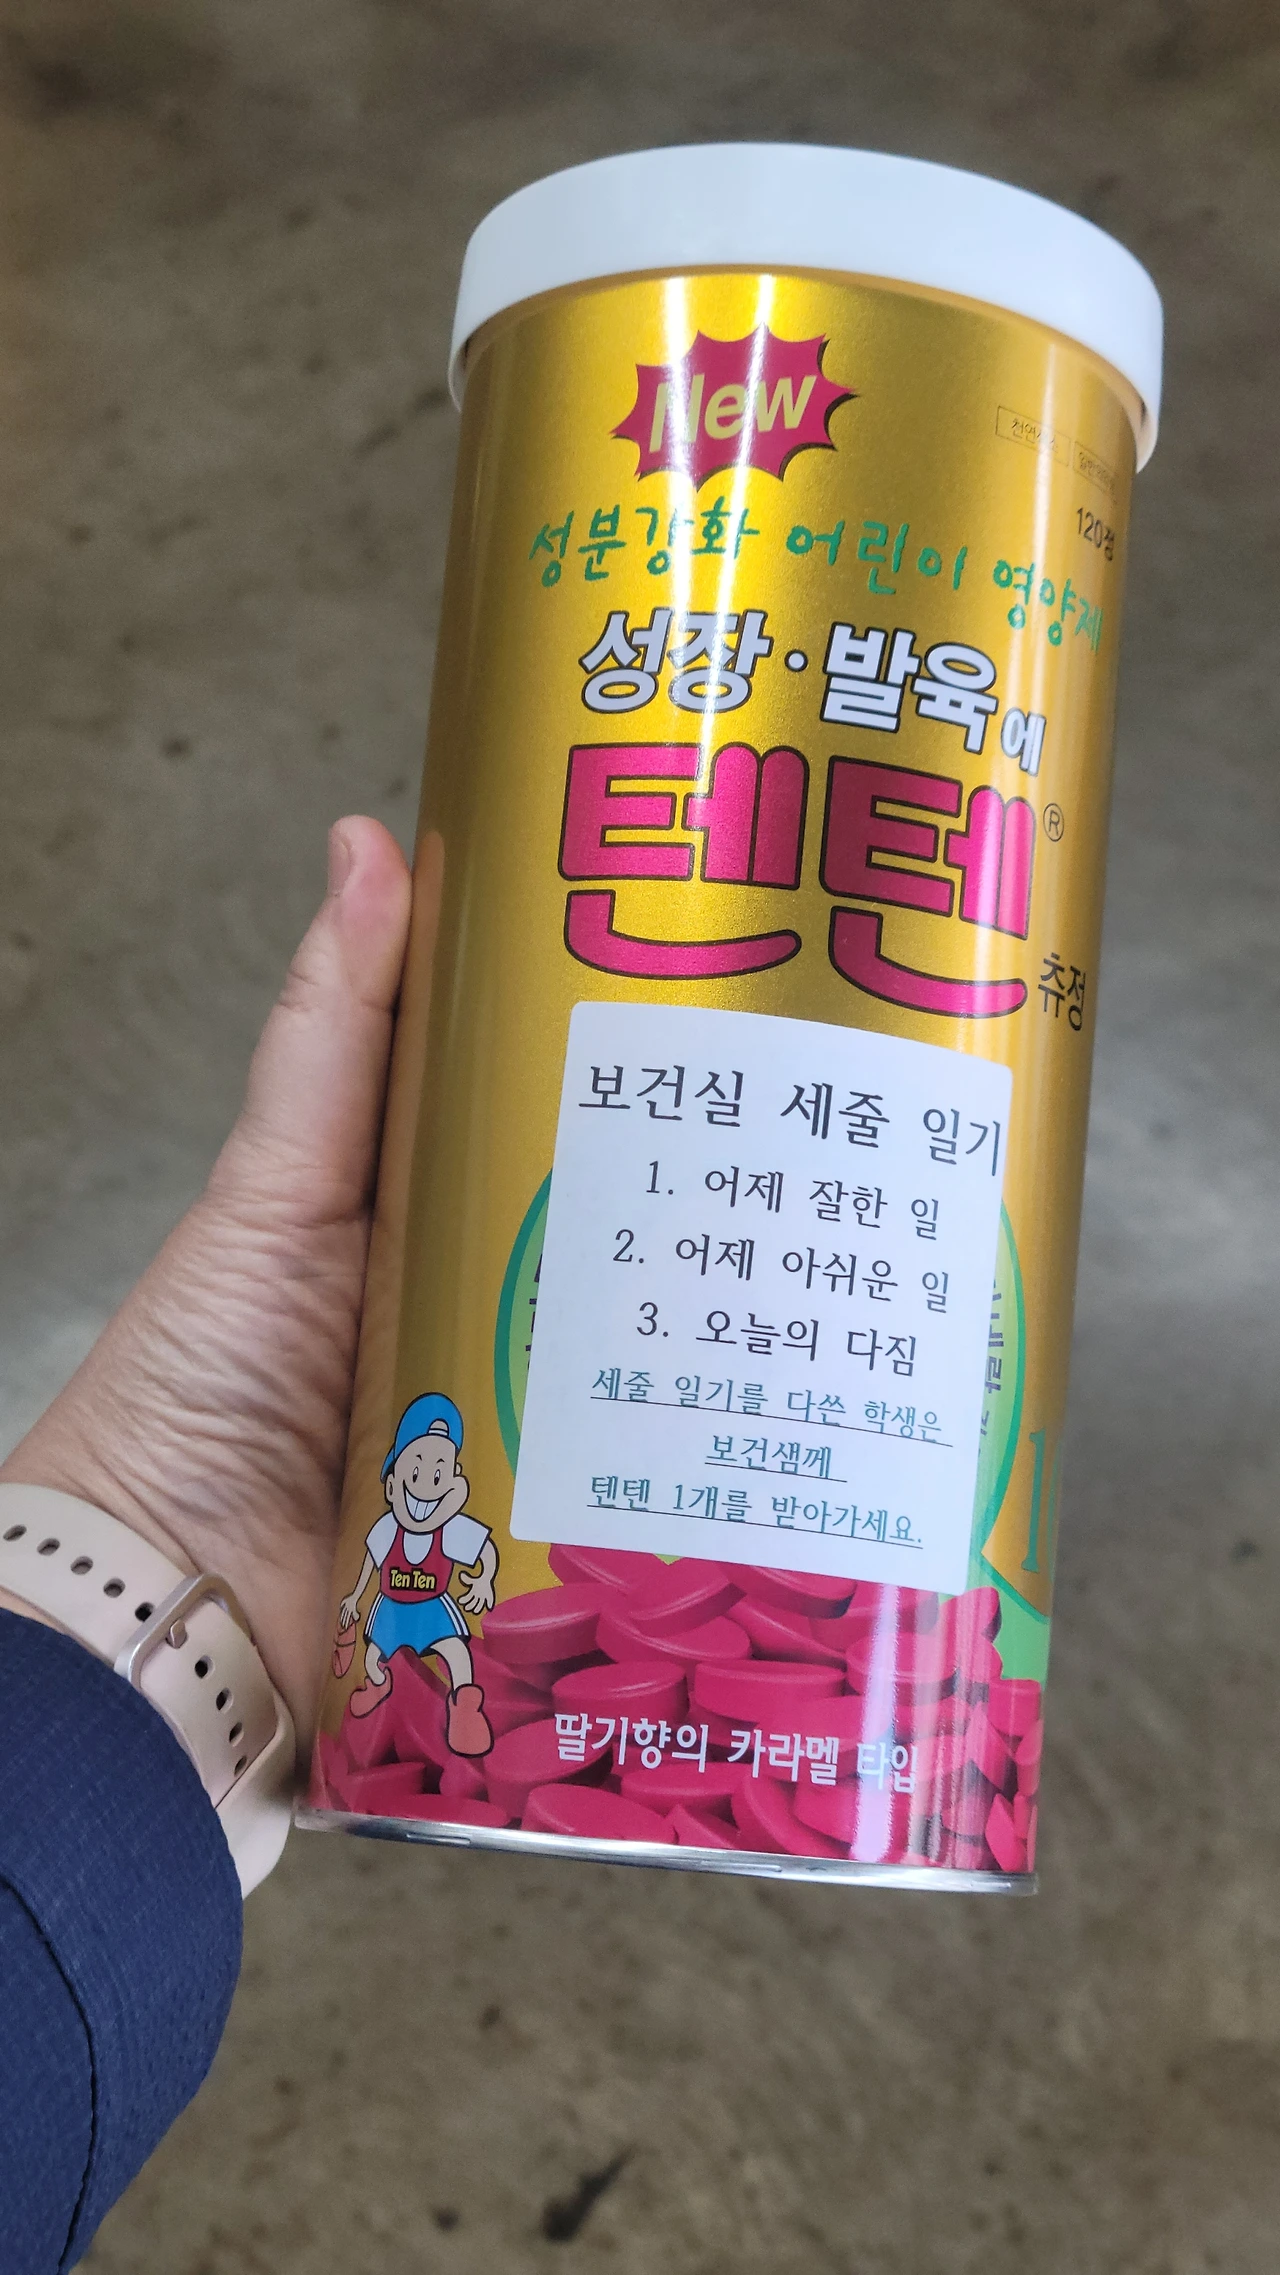 New
120정
성분강화 어린이 영양제
성장·발육에
텐텐®
츄정
보건실 세줄 일기
1. 어제 잘한 일
2. 어제 아쉬운 일
3. 오늘의 다짐
세줄 일기를 다쓴 학생은
보건샘께
텐텐 1개를 받아가세요.
Ten Ten
딸기향의 카라멜 타입